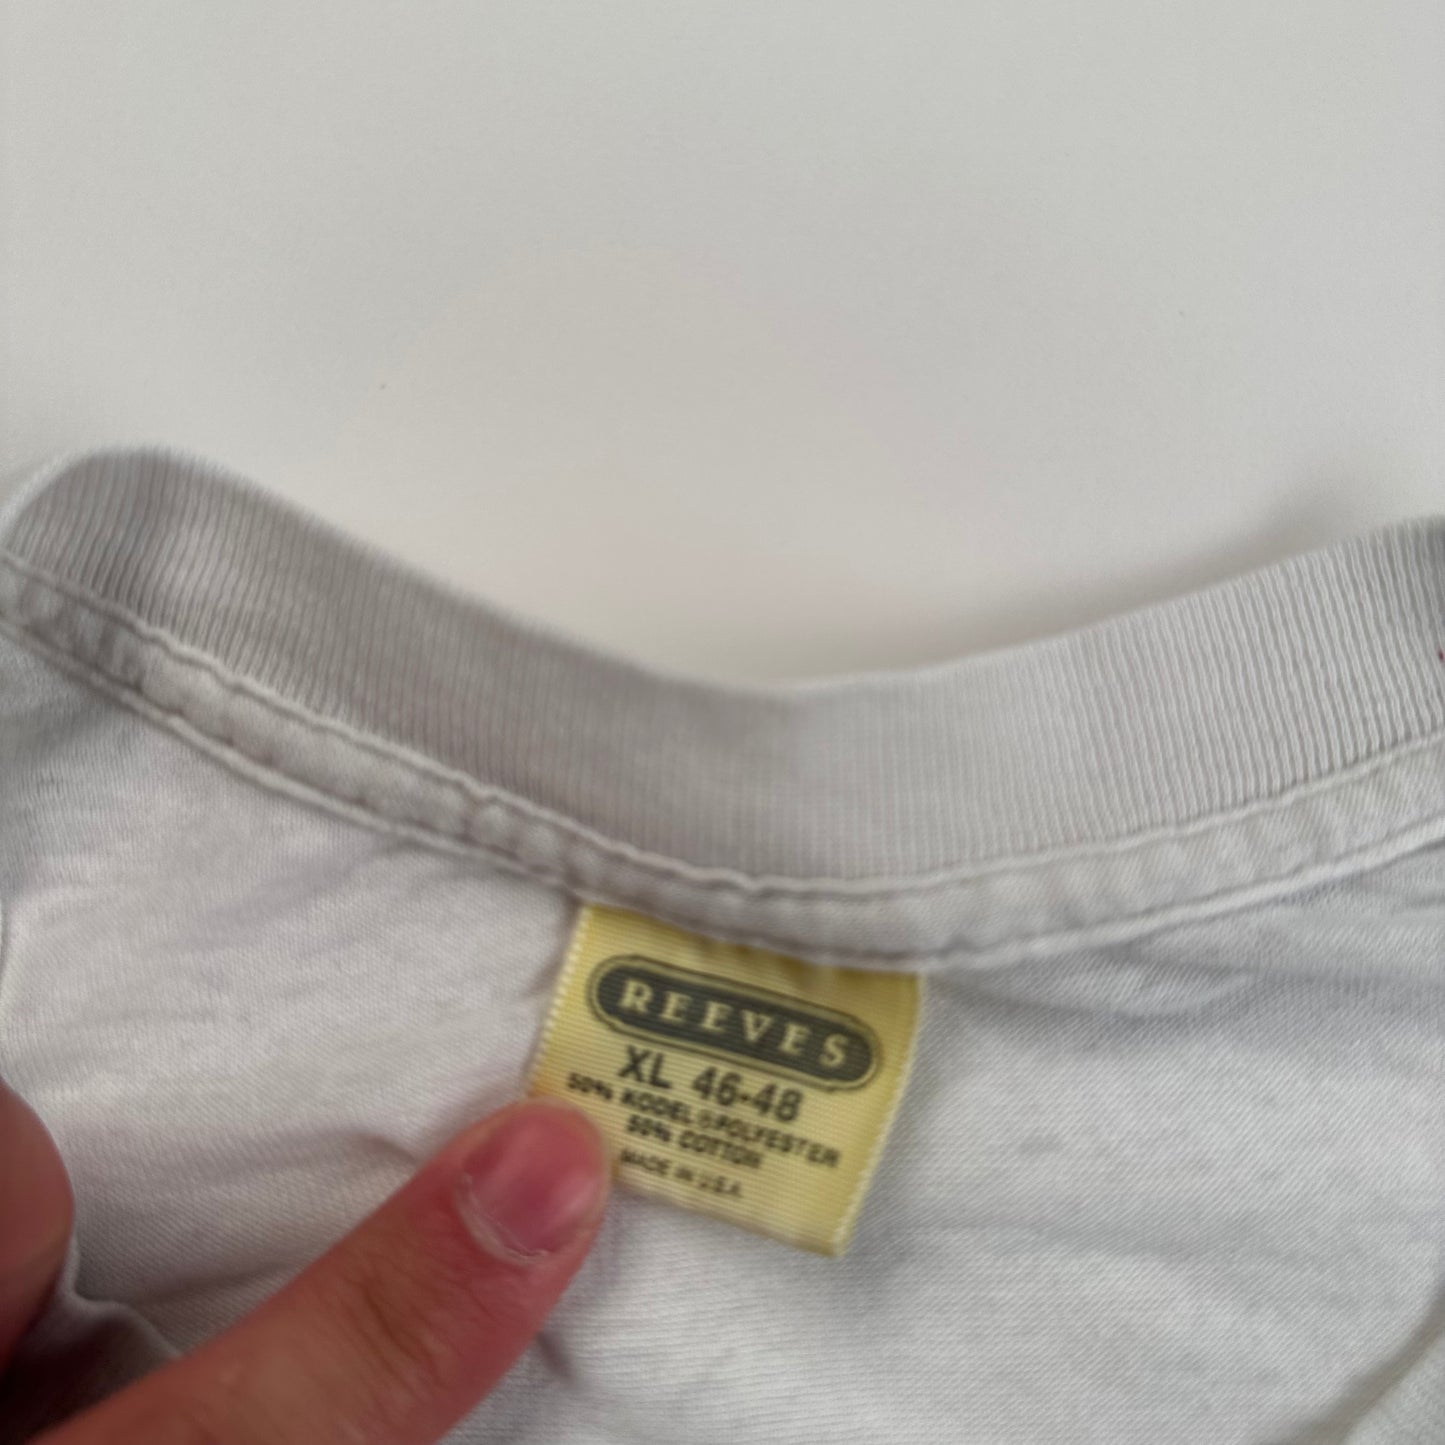 REEVES
XL 46-48
50% KODEL® POLYESTER
50% COTTON
MADE IN U.S.A.